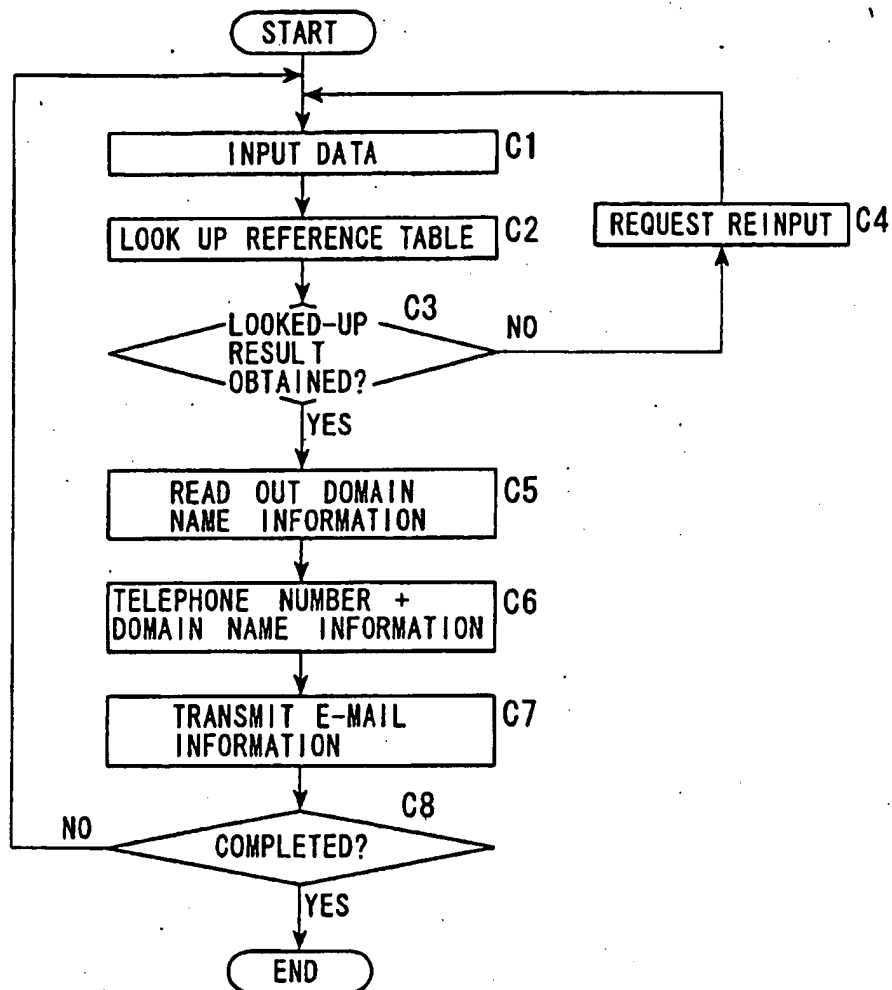 START
INPUT DATA C1
LOOK UP REFERENCE TABLE C2
REQUEST REINPUT C4
C3
LOOKED-UP
RESULT
OBTAINED?
NO
YES
READ OUT DOMAIN
NAME INFORMATION
C5
TELEPHONE NUMBER +
DOMAIN NAME INFORMATION
C6
TRANSMIT E-MAIL
INFORMATION
C7
C8
NO
COMPLETED?
YES
END